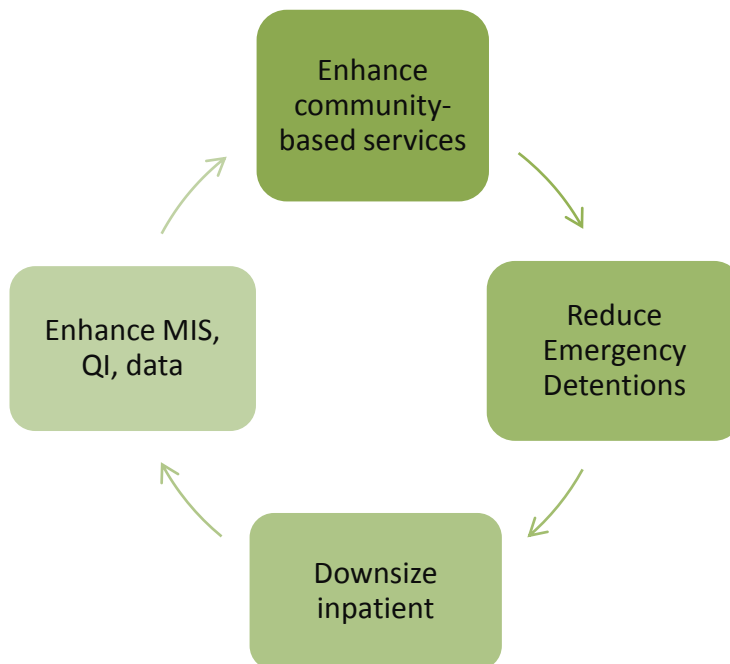 Enhance
community-
based services
Reduce
Emergency
Detentions
Downsize
inpatient
Enhance MIS,
QI, data